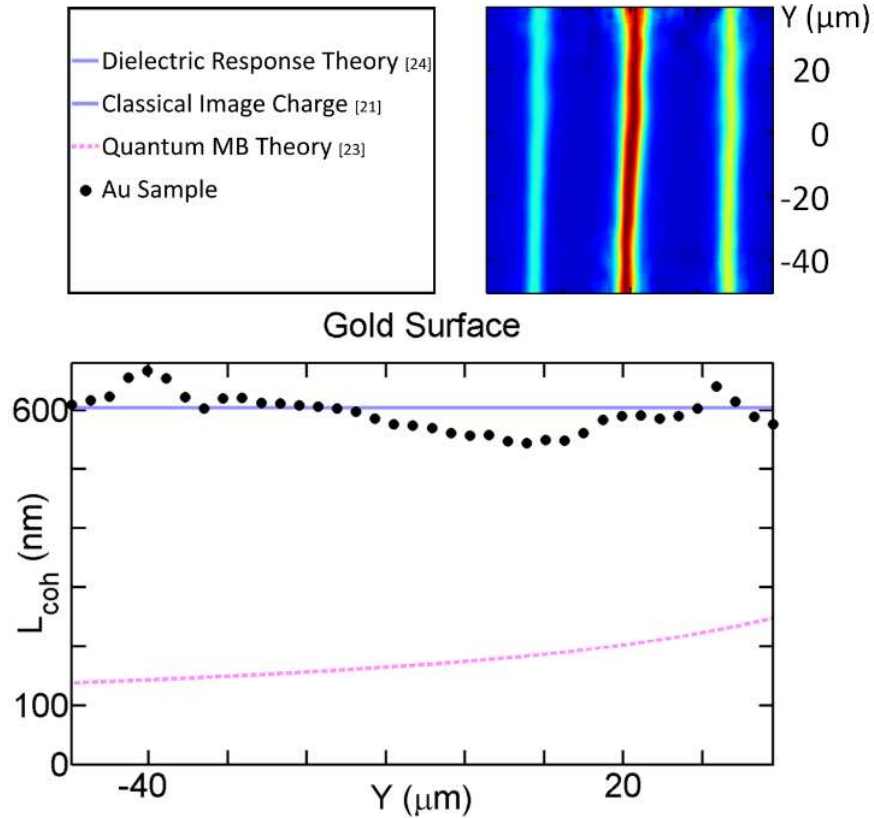 Dielectric Response Theory [24]
Classical Image Charge [21]
Quantum MB Theory [23]
Au Sample
Y (μm)
20
0
-20
-40
Gold Surface
600
100
0
L_coh (nm)
-40
20
Y (μm)